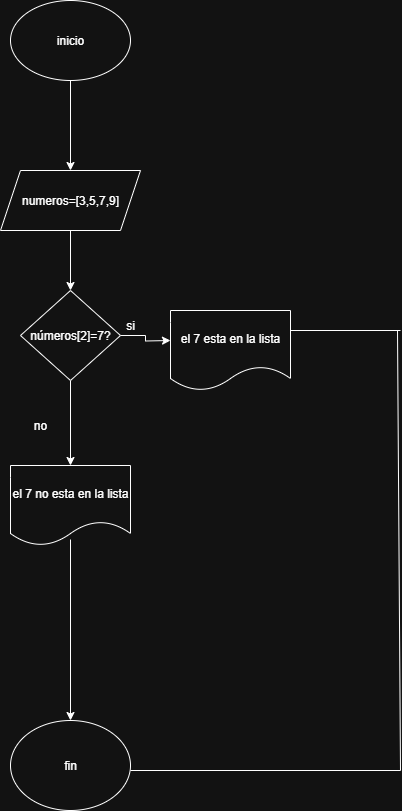 inicio
numeros=[3,5,7,9]
números[2]=7?
si
el 7 esta en la lista
no
el 7 no esta en la lista
fin